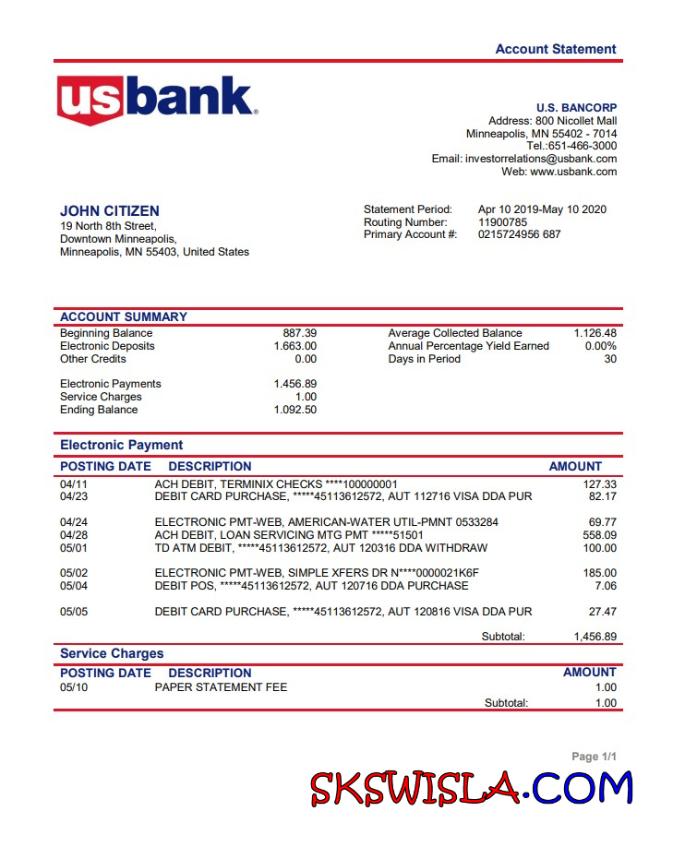 Account Statement
usbank
U.S. BANCORP
Address: 800 Nicollet Mall
Minneapolis, MN 55402 - 7014
Tel.:651-466-3000
Email: investorrelations@usbank.com
Web: www.usbank.com
JOHN CITIZEN
19 North 8th Street,
Downtown Minneapolis,
Minneapolis, MN 55403, United States
Statement Period: Apr 10 2019-May 10 2020
Routing Number: 11900785
Primary Account #: 0215724956 687
ACCOUNT SUMMARY
Beginning Balance 887.39 Average Collected Balance 1.126.48
Electronic Deposits 1.663.00 Annual Percentage Yield Earned 0.00%
Other Credits 0.00 Days in Period 30
Electronic Payments 1.456.89
Service Charges 1.00
Ending Balance 1.092.50
Electronic Payment
POSTING DATE DESCRIPTION AMOUNT
04/11 ACH DEBIT, TERMINIX CHECKS ****100000001 127.33
04/23 DEBIT CARD PURCHASE, *****45113612572, AUT 112716 VISA DDA PUR 82.17
04/24 ELECTRONIC PMT-WEB, AMERICAN-WATER UTIL-PMNT 0533284 69.77
04/28 ACH DEBIT, LOAN SERVICING MTG PMT *****51501 558.09
05/01 TD ATM DEBIT, *****45113612572, AUT 120316 DDA WITHDRAW 100.00
05/02 ELECTRONIC PMT-WEB, SIMPLE XFERS DR N****0000021K6F 185.00
05/04 DEBIT POS, *****45113612572, AUT 120716 DDA PURCHASE 7.06
05/05 DEBIT CARD PURCHASE, *****45113612572, AUT 120816 VISA DDA PUR 27.47
Subtotal: 1,456.89
Service Charges
POSTING DATE DESCRIPTION AMOUNT
05/10 PAPER STATEMENT FEE 1.00
Subtotal: 1.00
Page 1/1
SKSWISLA.COM